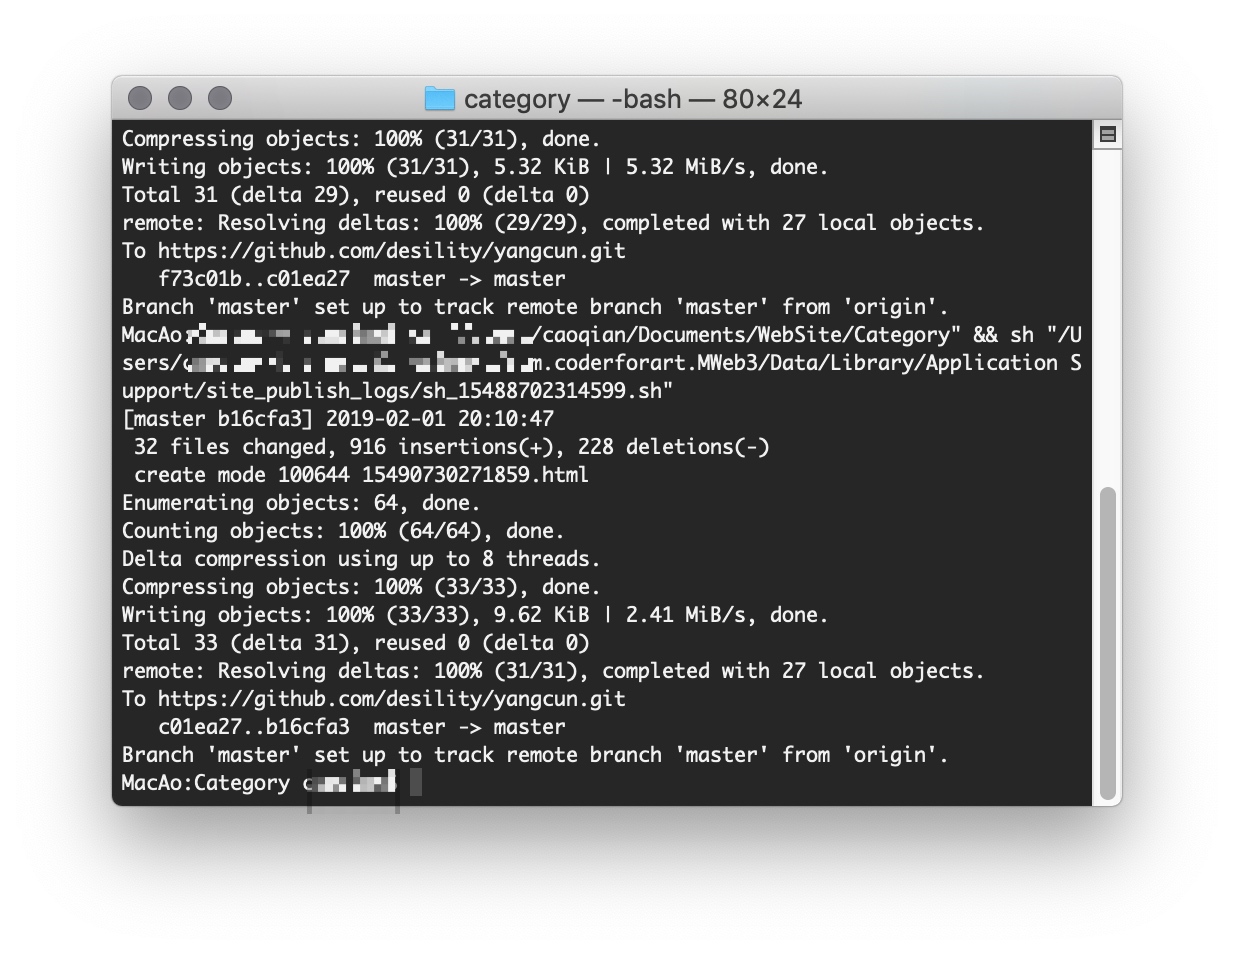 category — -bash — 80×24
Compressing objects: 100% (31/31), done.
Writing objects: 100% (31/31), 5.32 KiB | 5.32 MiB/s, done.
Total 31 (delta 29), reused 0 (delta 0)
remote: Resolving deltas: 100% (29/29), completed with 27 local objects.
To https://github.com/desility/yangcun.git
   f73c01b..c01ea27  master -> master
Branch 'master' set up to track remote branch 'master' from 'origin'.
MacAo: /caoqian/Documents/WebSite/Category" && sh "/U
sers/ m.coderforart.MWeb3/Data/Library/Application S
upport/site_publish_logs/sh_15488702314599.sh"
[master b16cfa3] 2019-02-01 20:10:47
 32 files changed, 916 insertions(+), 228 deletions(-)
 create mode 100644 15490730271859.html
Enumerating objects: 64, done.
Counting objects: 100% (64/64), done.
Delta compression using up to 8 threads.
Compressing objects: 100% (33/33), done.
Writing objects: 100% (33/33), 9.62 KiB | 2.41 MiB/s, done.
Total 33 (delta 31), reused 0 (delta 0)
remote: Resolving deltas: 100% (31/31), completed with 27 local objects.
To https://github.com/desility/yangcun.git
   c01ea27..b16cfa3  master -> master
Branch 'master' set up to track remote branch 'master' from 'origin'.
MacAo:Category